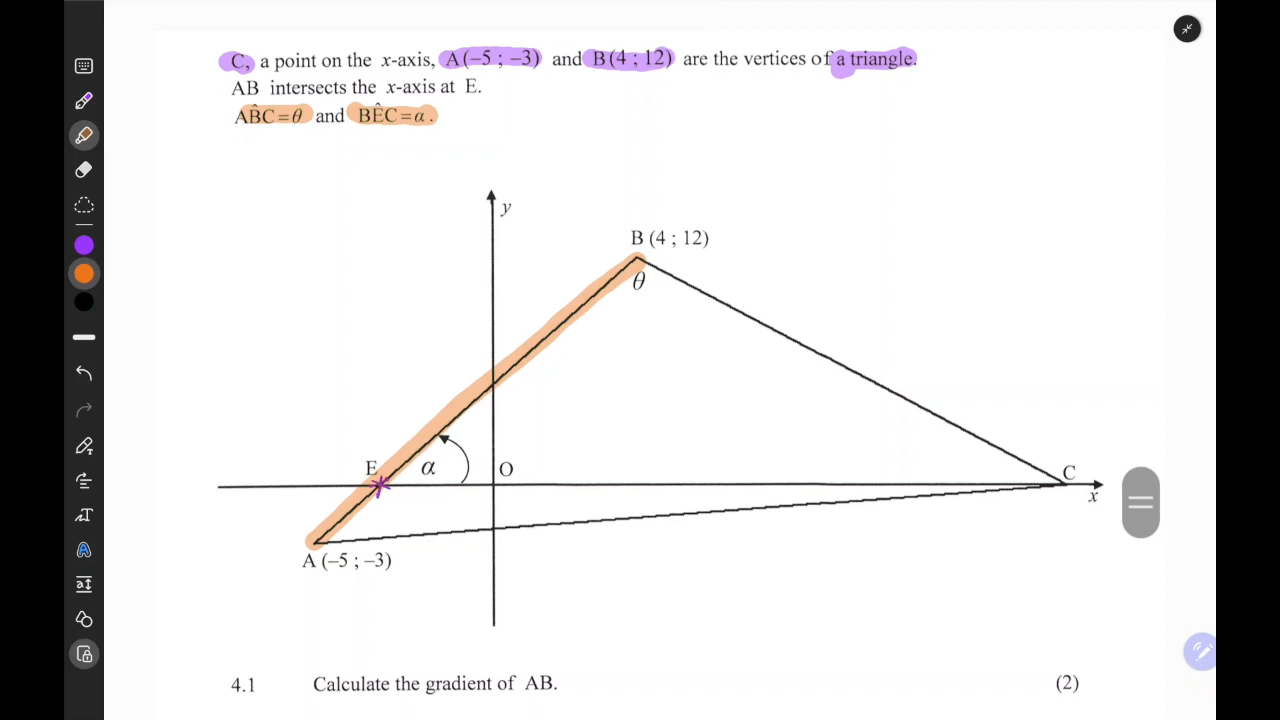 C, a point on the x-axis, A(−5 ; −3) and B(4 ; 12) are the vertices of a triangle.
AB intersects the x-axis at E.
AB̂C = θ and BÊC = α .
y
B (4 ; 12)
θ
E
α
O
C
x
A (−5 ; −3)
4.1 Calculate the gradient of AB. (2)